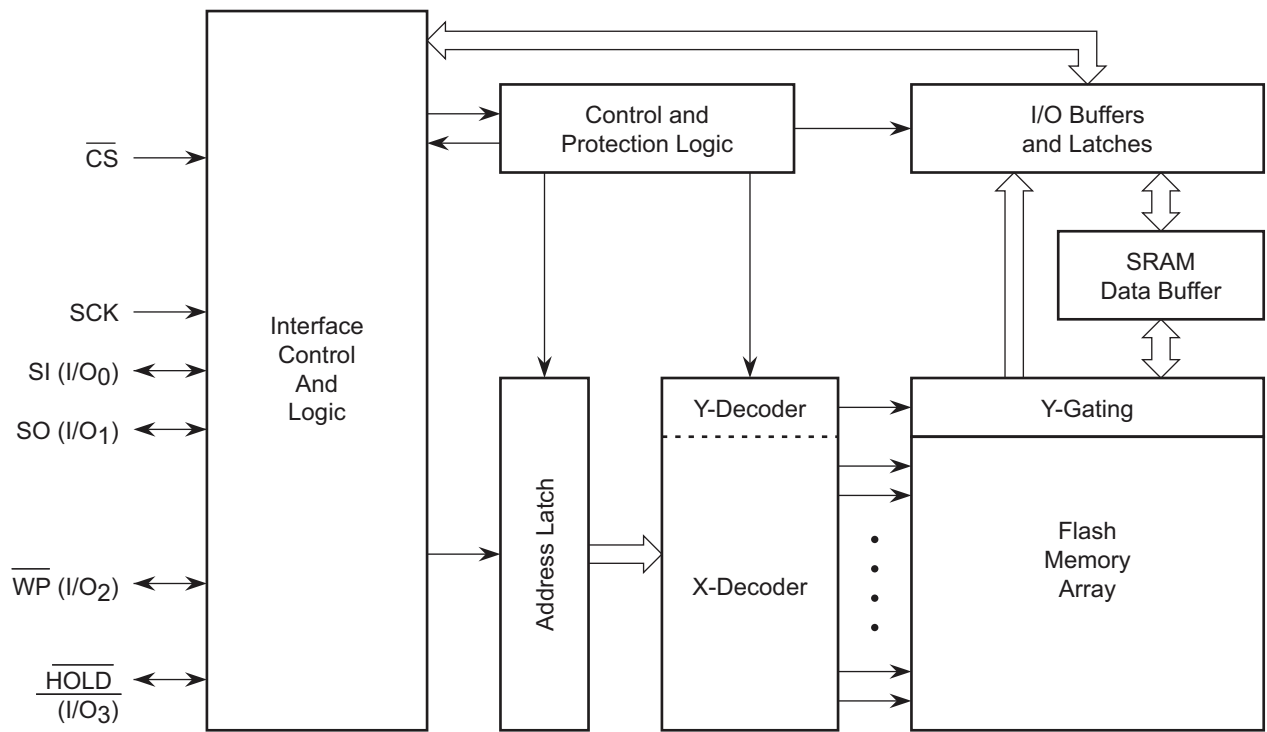 CS
SCK
SI (I/O0)
SO (I/O1)
WP (I/O2)
HOLD
(I/O3)
Interface
Control
And
Logic
Control and
Protection Logic
I/O Buffers
and Latches
SRAM
Data Buffer
Address Latch
Y-Decoder
X-Decoder
Y-Gating
Flash
Memory
Array